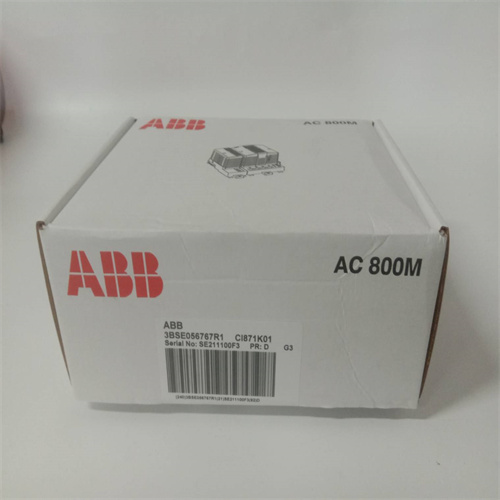 ABB
AC 800M
ABB
AC 800M
ABB
3BSE056767R1 CI871K01
Serial No: SE211100F3 PR: D G3